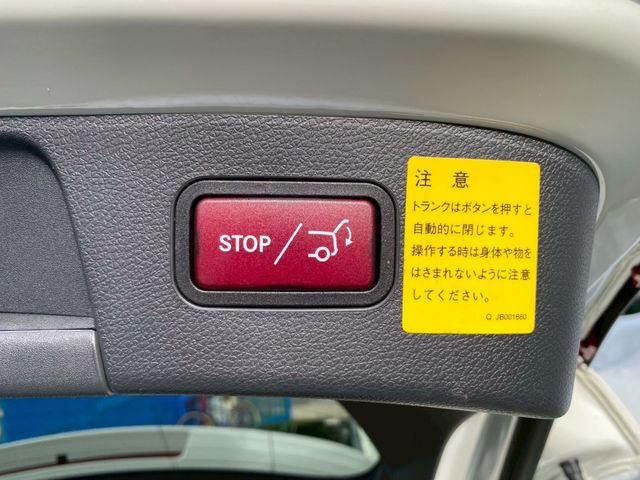 STOP /
注 意
トランクはボタンを押すと
自動的に閉じます。
操作する時は身体や物を
はさまれないように注意
してください。
Q JB001660